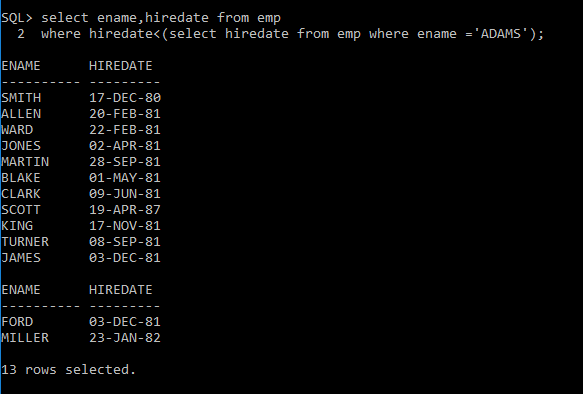 SQL> select ename,hiredate from emp
  2  where hiredate<(select hiredate from emp where ename ='ADAMS');
ENAME      HIREDATE
---------- ---------
SMITH      17-DEC-80
ALLEN      20-FEB-81
WARD       22-FEB-81
JONES      02-APR-81
MARTIN     28-SEP-81
BLAKE      01-MAY-81
CLARK      09-JUN-81
SCOTT      19-APR-87
KING       17-NOV-81
TURNER     08-SEP-81
JAMES      03-DEC-81
ENAME      HIREDATE
---------- ---------
FORD       03-DEC-81
MILLER     23-JAN-82
13 rows selected.